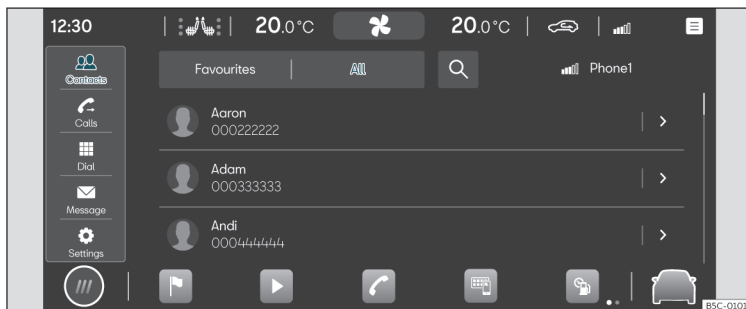 12:30
20.0°C
20.0°C
Contacts
Favourites
All
Phone1
Calls
Aaron
000222222
Dial
Adam
000333333
Message
Andi
000444444
Settings
B5C-0101